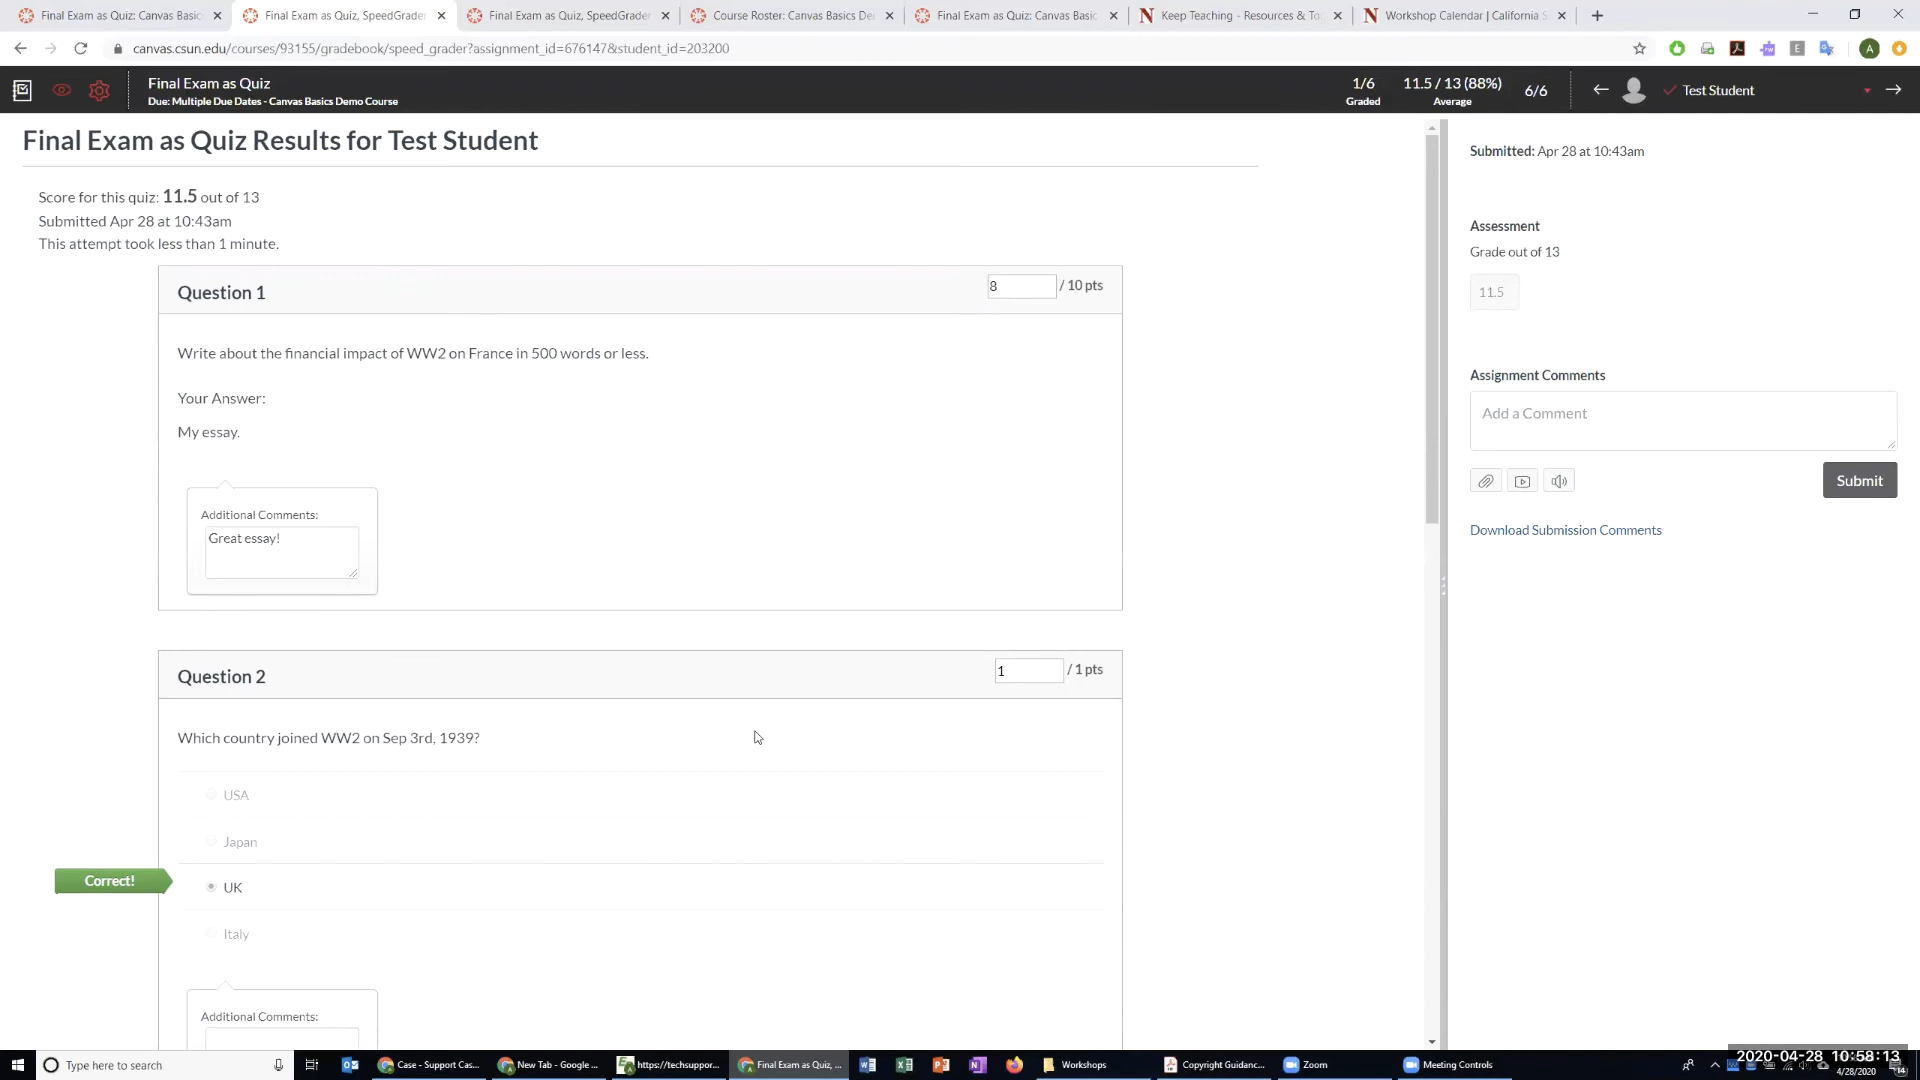 Final Exam as Quiz: Canvas Basic
Final Exam as Quiz, SpeedGrader
Final Exam as Quiz, SpeedGrader
Course Roster: Canvas Basics De
Final Exam as Quiz: Canvas Basic
Keep Teaching - Resources & To
Workshop Calendar | California S
canvas.csun.edu/courses/93155/gradebook/speed_grader?assignment_id=676147&student_id=203200
Final Exam as Quiz
Due: Multiple Due Dates - Canvas Basics Demo Course
1/6
Graded
11.5 / 13 (88%)
Average
6/6
Test Student
Final Exam as Quiz Results for Test Student
Score for this quiz: 11.5 out of 13
Submitted Apr 28 at 10:43am
This attempt took less than 1 minute.
Question 1
8 / 10 pts
Write about the financial impact of WW2 on France in 500 words or less.
Your Answer:
My essay.
Additional Comments:
Great essay!
Question 2
1 / 1 pts
Which country joined WW2 on Sep 3rd, 1939?
USA
Japan
Correct!
UK
Italy
Additional Comments:
Submitted: Apr 28 at 10:43am
Assessment
Grade out of 13
11.5
Assignment Comments
Add a Comment
Submit
Download Submission Comments
Type here to search
Case - Support Cas...
New Tab - Google ...
https://techsuppor...
Final Exam as Quiz, ...
Workshops
Copyright Guidanc...
Zoom
Meeting Controls
2020-04-28 10:58:13
4/28/2020